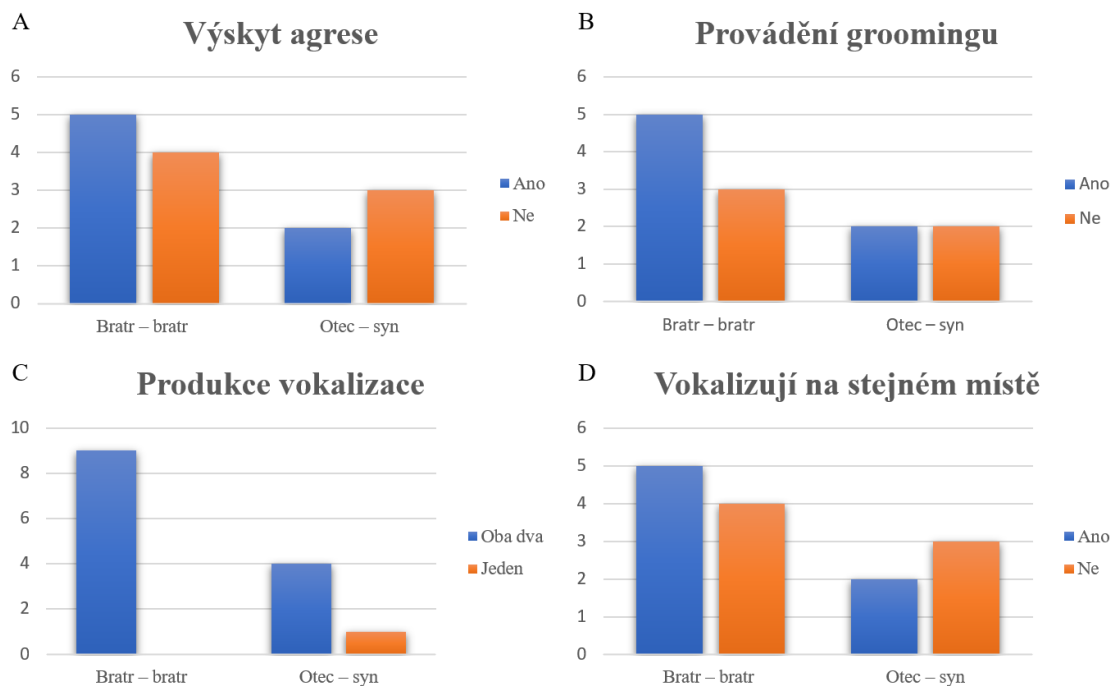 A
Výskyt agrese
6
5
4
3
2
1
0
Bratr – bratr
Otec – syn
Ano
Ne
B
Provádění groomingu
6
5
4
3
2
1
0
Bratr – bratr
Otec – syn
Ano
Ne
C
Produkce vokalizace
10
8
6
4
2
0
Bratr – bratr
Otec – syn
Oba dva
Jeden
D
Vokalizují na stejném místě
6
5
4
3
2
1
0
Bratr – bratr
Otec – syn
Ano
Ne